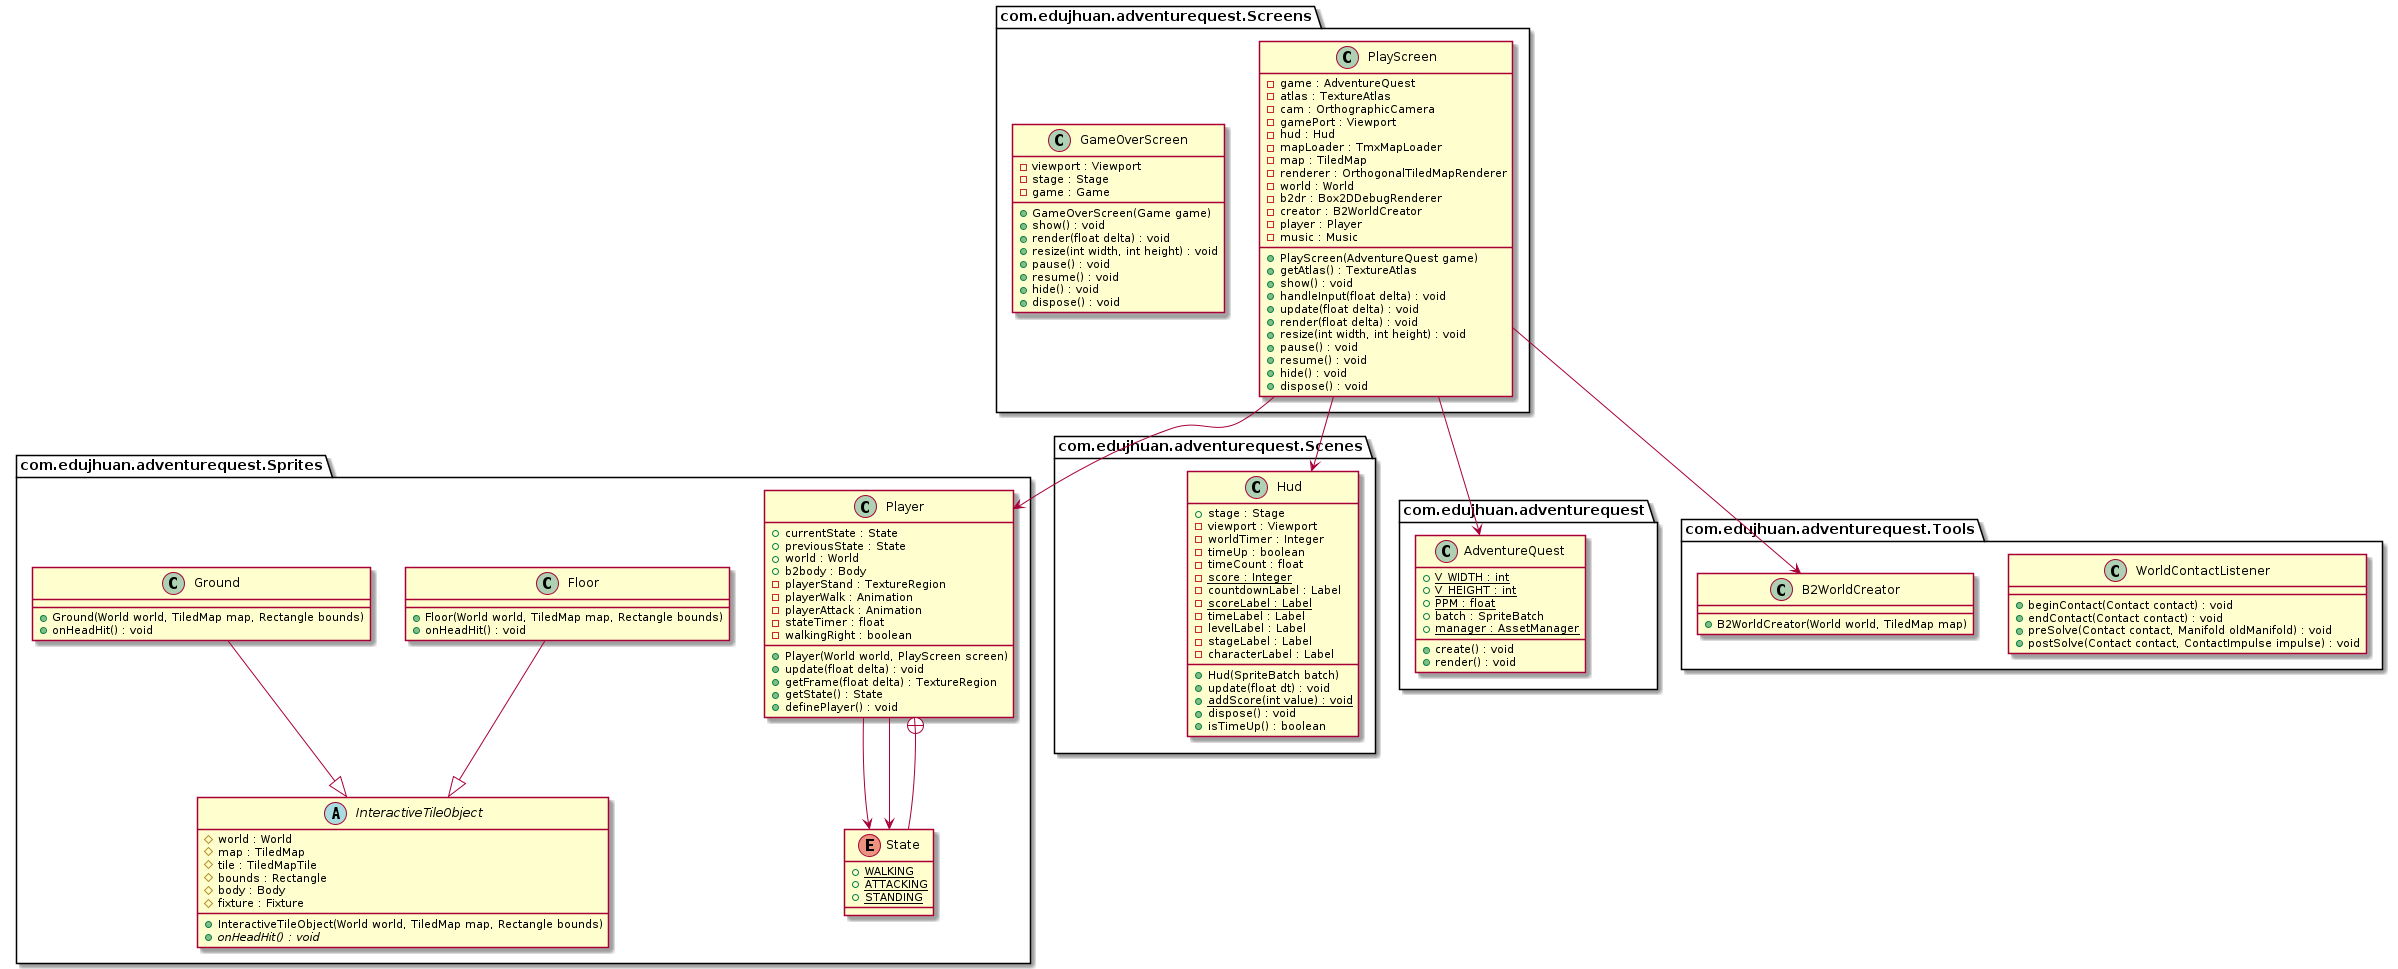 com.edujhuan.adventurequest.Screens
C PlayScreen
game : AdventureQuest
atlas : TextureAtlas
cam : OrthographicCamera
gamePort : Viewport
hud : Hud
mapLoader : TmxMapLoader
map : TiledMap
renderer : OrthogonalTiledMapRenderer
world : World
b2dr : Box2DDebugRenderer
creator : B2WorldCreator
player : Player
music : Music
PlayScreen(AdventureQuest game)
getAtlas() : TextureAtlas
show() : void
handleInput(float delta) : void
update(float delta) : void
render(float delta) : void
resize(int width, int height) : void
pause() : void
resume() : void
hide() : void
dispose() : void
C GameOverScreen
viewport : Viewport
stage : Stage
game : Game
GameOverScreen(Game game)
show() : void
render(float delta) : void
resize(int width, int height) : void
pause() : void
resume() : void
hide() : void
dispose() : void
com.edujhuan.adventurequest.Sprites
C Ground
Ground(World world, TiledMap map, Rectangle bounds)
onHeadHit() : void
C Floor
Floor(World world, TiledMap map, Rectangle bounds)
onHeadHit() : void
C Player
currentState : State
previousState : State
world : World
b2body : Body
playerStand : TextureRegion
playerWalk : Animation
playerAttack : Animation
stateTimer : float
walkingRight : boolean
Player(World world, PlayScreen screen)
update(float delta) : void
getFrame(float delta) : TextureRegion
getState() : State
definePlayer() : void
A InteractiveTileObject
world : World
map : TiledMap
tile : TiledMapTile
bounds : Rectangle
body : Body
fixture : Fixture
InteractiveTileObject(World world, TiledMap map, Rectangle bounds)
onHeadHit() : void
E State
WALKING
ATTACKING
STANDING
com.edujhuan.adventurequest.Scenes
C Hud
stage : Stage
viewport : Viewport
worldTimer : Integer
timeUp : boolean
timeCount : float
score : Integer
countdownLabel : Label
scoreLabel : Label
timeLabel : Label
levelLabel : Label
stageLabel : Label
characterLabel : Label
Hud(SpriteBatch batch)
update(float dt) : void
addScore(int value) : void
dispose() : void
isTimeUp() : boolean
com.edujhuan.adventurequest
C AdventureQuest
V_WIDTH : int
V_HEIGHT : int
PPM : float
batch : SpriteBatch
manager : AssetManager
create() : void
render() : void
com.edujhuan.adventurequest.Tools
C B2WorldCreator
B2WorldCreator(World world, TiledMap map)
C WorldContactListener
beginContact(Contact contact) : void
endContact(Contact contact) : void
preSolve(Contact contact, Manifold oldManifold) : void
postSolve(Contact contact, ContactImpulse impulse) : void